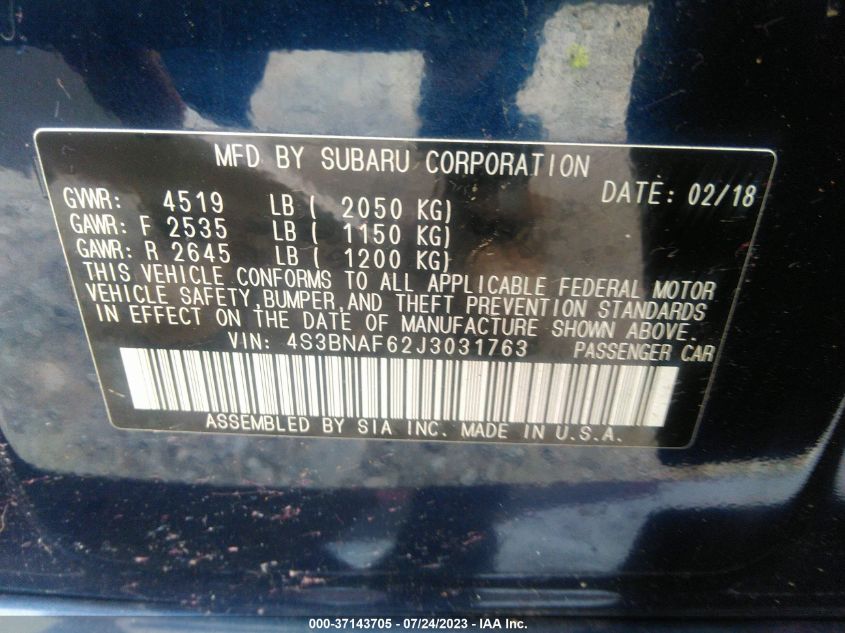 MFD BY SUBARU CORPORATION
DATE: 02/18
GVWR: 4519 LB ( 2050 KG)
GAWR: F 2535 LB ( 1150 KG)
GAWR: R 2645 LB ( 1200 KG)
THIS VEHICLE CONFORMS TO ALL APPLICABLE FEDERAL MOTOR
VEHICLE SAFETY, BUMPER, AND THEFT PREVENTION STANDARDS
IN EFFECT ON THE DATE OF MANUFACTURE SHOWN ABOVE.
VIN: 4S3BNAF62J3031763 PASSENGER CAR
ASSEMBLED BY SIA INC. MADE IN U.S.A.
000-37143705 - 07/24/2023 - IAA Inc.